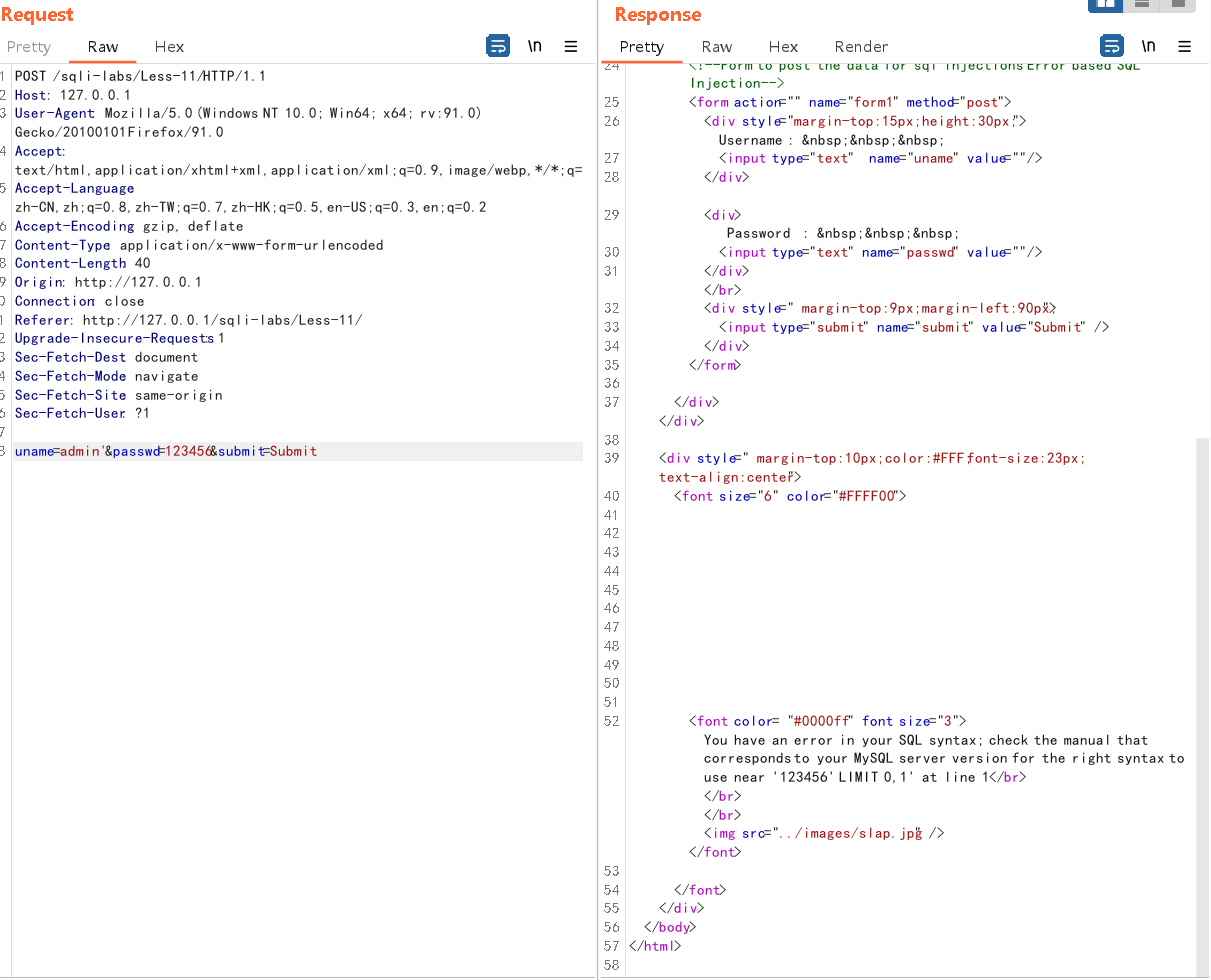 Request
Pretty Raw Hex \n
1 POST /sqli-labs/Less-11/HTTP/1.1
2 Host: 127.0.0.1
3 User-Agent: Mozilla/5.0 (Windows NT 10.0; Win64; x64; rv:91.0)
Gecko/20100101Firefox/91.0
4 Accept:
text/html,application/xhtml+xml,application/xml;q=0.9,image/webp,*/*;q=
5 Accept-Language
zh-CN,zh;q=0.8,zh-TW;q=0.7,zh-HK;q=0.5,en-US;q=0.3,en;q=0.2
6 Accept-Encoding gzip, deflate
7 Content-Type application/x-www-form-urlencoded
8 Content-Length 40
9 Origin: http://127.0.0.1
0 Connection: close
1 Referer: http://127.0.0.1/sqli-labs/Less-11/
2 Upgrade-Insecure-Requests: 1
3 Sec-Fetch-Dest document
4 Sec-Fetch-Mode navigate
5 Sec-Fetch-Site same-origin
6 Sec-Fetch-User: ?1
7
8 uname=admin'&passwd=123456&submit=Submit
Response
Pretty Raw Hex Render \n
24 <!--Form to post the data for sql injections Error based SQL
Injection-->
25 <form action="" name="form1" method="post">
26 <div style="margin-top:15px;height:30px;">
Username : &nbsp;&nbsp;&nbsp;
27 <input type="text" name="uname" value=""/>
28 </div>
29 <div>
Password : &nbsp;&nbsp;&nbsp;
30 <input type="text" name="passwd" value=""/>
31 </div>
</br>
32 <div style=" margin-top:9px;margin-left:90px;">
33 <input type="submit" name="submit" value="Submit" />
34 </div>
35 </form>
36
37 </div>
</div>
38
39 <div style=" margin-top:10px;color:#FFF;font-size:23px;
text-align:center">
40 <font size="6" color="#FFFF00">
41
42
43
44
45
46
47
48
49
50
51
52 <font color= "#0000ff" font size="3">
You have an error in your SQL syntax; check the manual that
corresponds to your MySQL server version for the right syntax to
use near '123456' LIMIT 0,1' at line 1</br>
</br>
</br>
<img src="../images/slap.jpg" />
</font>
53
54 </font>
55 </div>
56 </body>
57 </html>
58